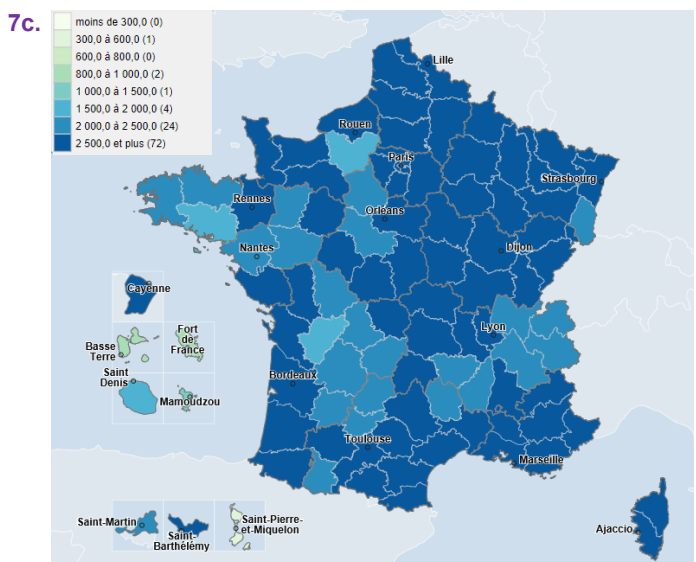 7c.
moins de 300,0 (0)
300,0 à 600,0 (1)
600,0 à 800,0 (0)
800,0 à 1 000,0 (2)
1 000,0 à 1 500,0 (1)
1 500,0 à 2 000,0 (4)
2 000,0 à 2 500,0 (24)
2 500,0 et plus (72)
Lille
Rouen
Paris
Strasbourg
Rennes
Orléans
Nantes
Dijon
Cayenne
Lyon
Basse
Terre
Fort
de
France
Saint
Denis
Bordeaux
Mamoudzou
Toulouse
Marseille
Saint-Martin
Saint-
Barthélémy
Saint-Pierre
et-Miquelon
Ajaccio